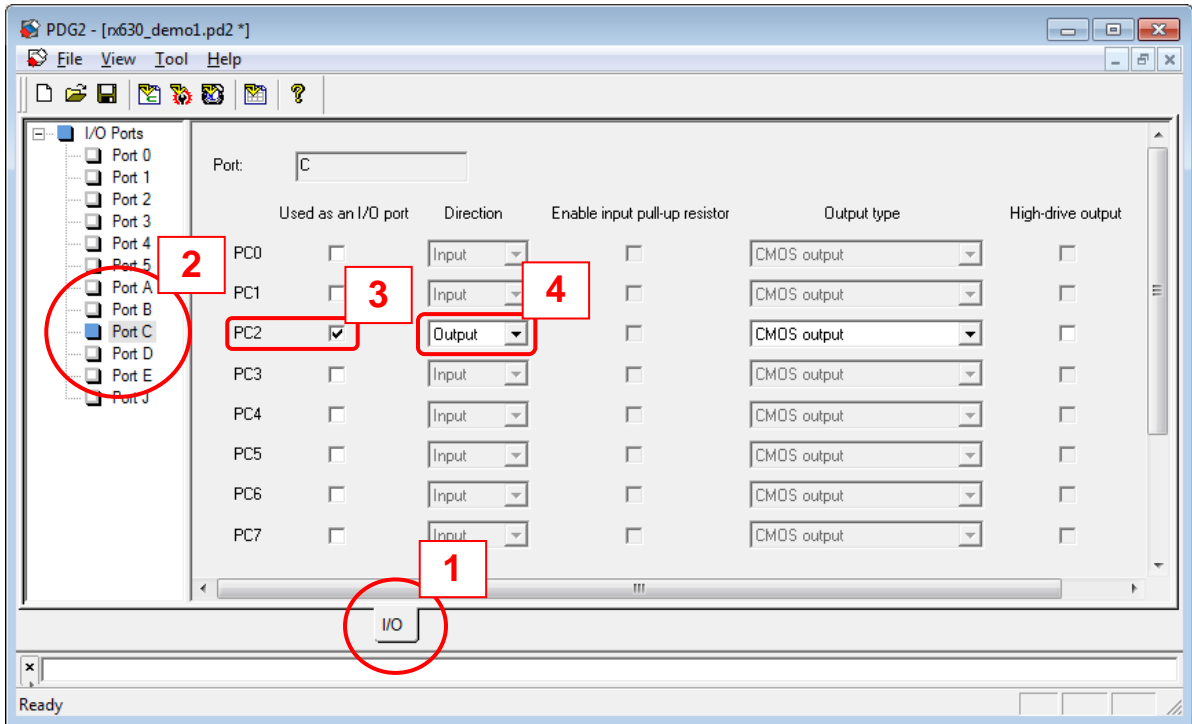 PDG2 - [rx630_demo1.pd2 *]
File View Tool Help
I/O Ports
Port 0
Port 1
Port 2
Port 3
Port 4
Port 5
Port A
Port B
Port C
Port D
Port E
Port J
2
Port: C
Used as an I/O port Direction Enable input pull-up resistor Output type High-drive output
PC0 Input CMOS output
PC1 Input CMOS output
3
4
PC2 Output CMOS output
PC3 Input CMOS output
PC4 Input CMOS output
PC5 Input CMOS output
PC6 Input CMOS output
PC7 Input CMOS output
1
I/O
Ready